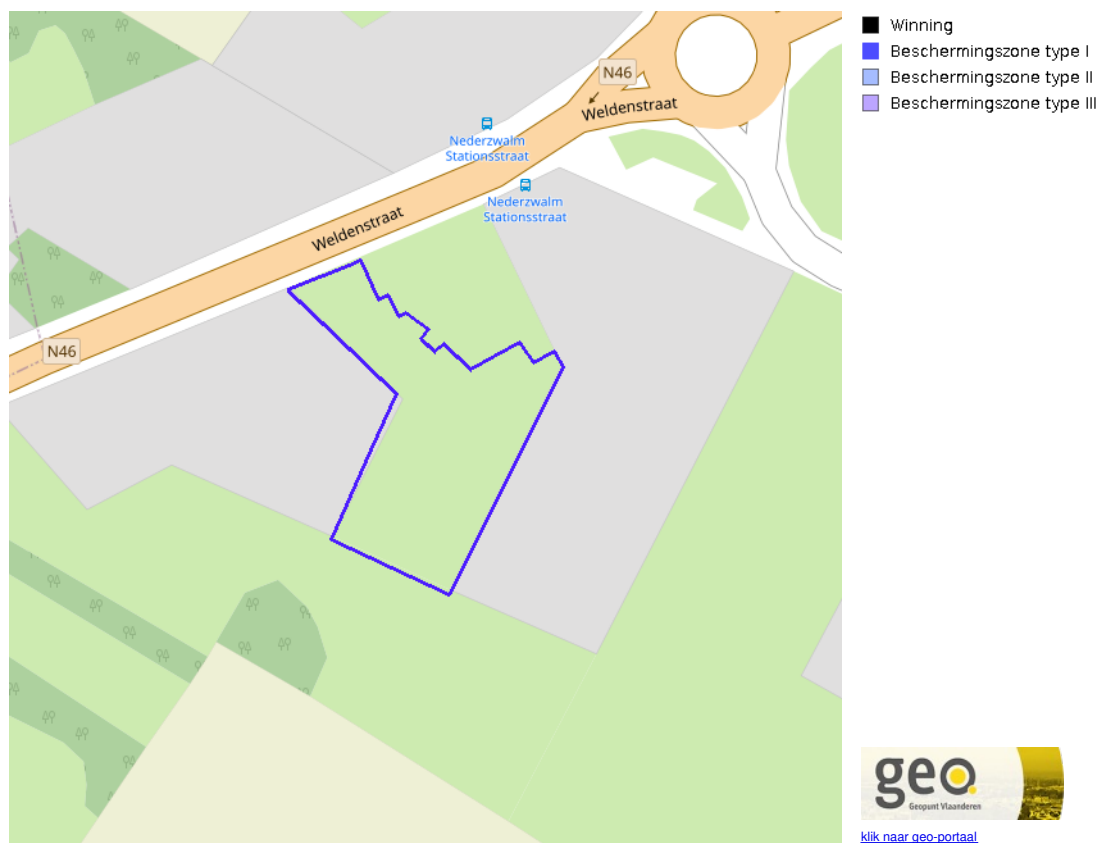 N46
Weldenstraat
Nederzwalm
Stationsstraat
Nederzwalm
Stationsstraat
Weldenstraat
N46
Winning
Beschermingszone type I
Beschermingszone type II
Beschermingszone type III
geo
Geopunt Vlaanderen
klik naar geo-portaal